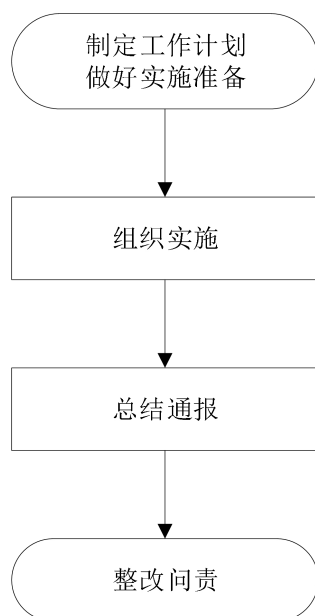 制定工作计划
做好实施准备
组织实施
总结通报
整改问责